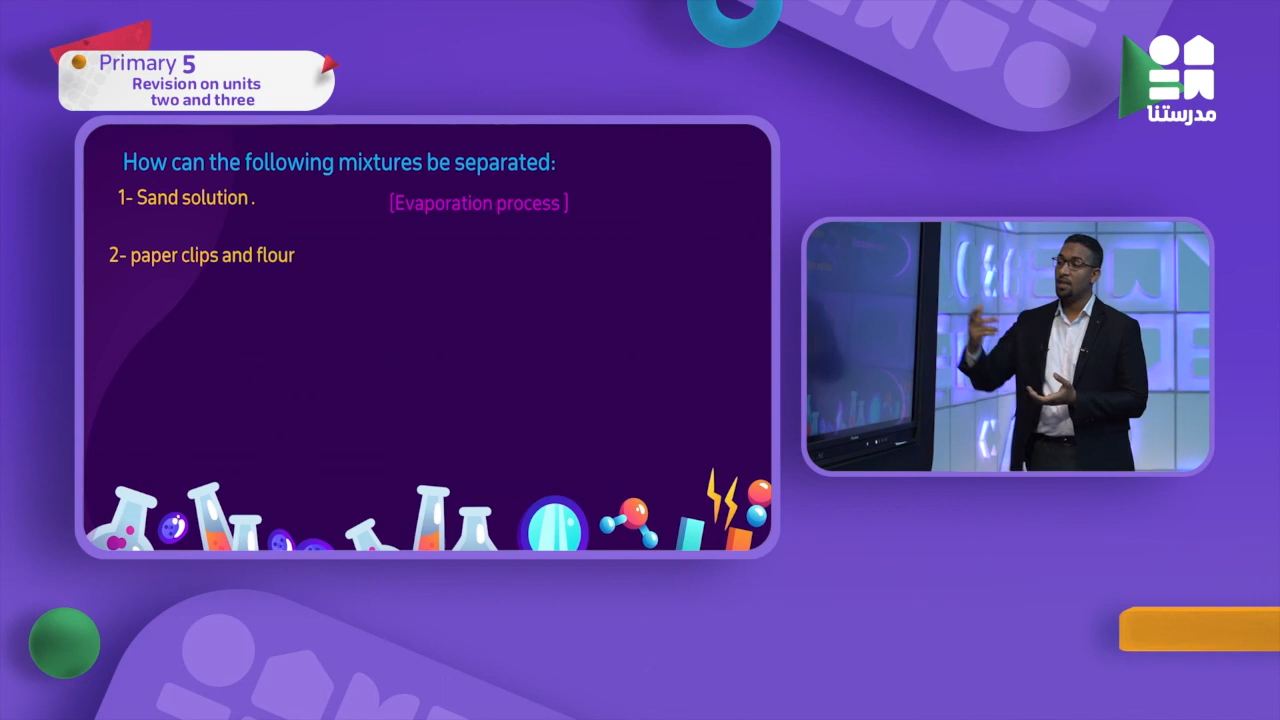 Primary 5
Revision on units
two and three
مدرستنا
How can the following mixtures be separated:
1- Sand solution .
(Evaporation process )
2- paper clips and flour